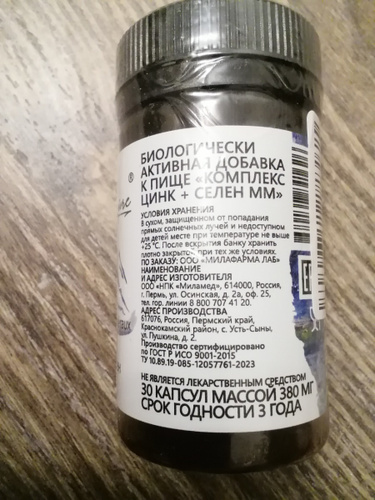 БИОЛОГИЧЕСКИ
АКТИВНАЯ ДОБАВКА
К ПИЩЕ «КОМПЛЕКС
ЦИНК + СЕЛЕН ММ»
УСЛОВИЯ ХРАНЕНИЯ
В сухом, защищенном от попадания
прямых солнечных лучей и недоступном
для детей месте при температуре не выше
+25 °С. После вскрытия банку хранить
плотно закрытой при тех же условиях.
ПО ЗАКАЗУ: ООО «МИЛАФАРМА ЛАБ»
НАИМЕНОВАНИЕ
И АДРЕС ИЗГОТОВИТЕЛЯ
ООО «НПК «Миламед», 614000, Россия,
г. Пермь, ул. Осинская, д. 2а, оф. 25,
тел. гор. линии 8 800 707 41 20.
АДРЕС ПРОИЗВОДСТВА
617076, Россия, Пермский край,
Краснокамский район, с. Усть-Сыны,
ул. Пушкина, д. 2.
Производство сертифицировано
по ГОСТ Р ИСО 9001-2015
ТУ 10.89.19-085-12057761-2023
НЕ ЯВЛЯЕТСЯ ЛЕКАРСТВЕННЫМ СРЕДСТВОМ
30 КАПСУЛ МАССОЙ 380 МГ
СРОК ГОДНОСТИ 3 ГОДА